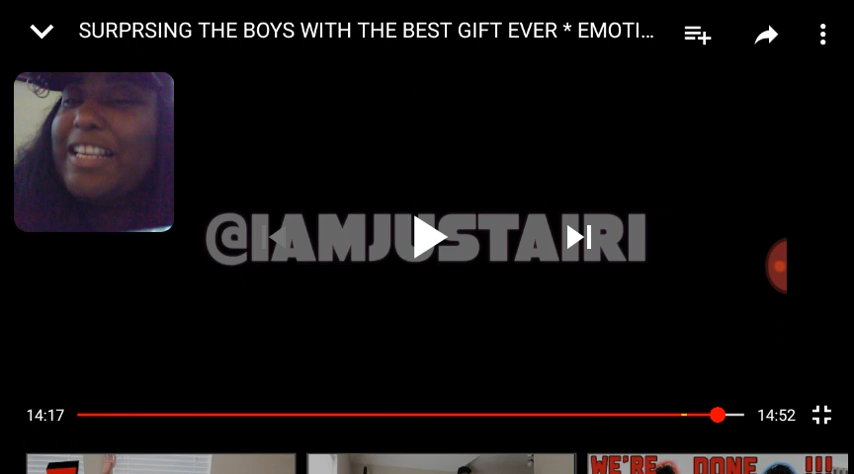 SURPRSING THE BOYS WITH THE BEST GIFT EVER * EMOTI...
@IAMJUSTAIRI
14:17
14:52
WE'RE DONE !!!